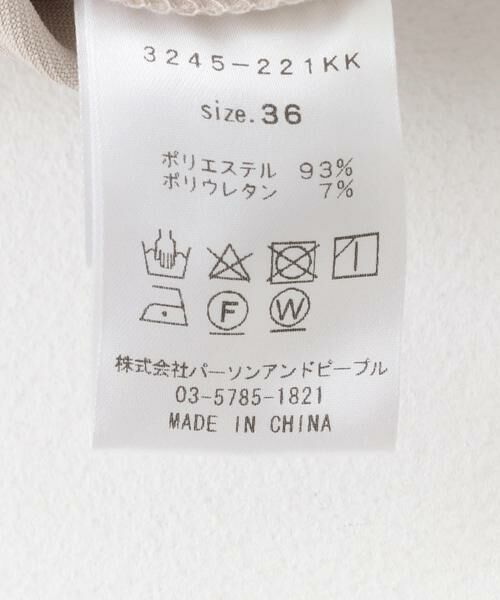 3245-221KK
size.36
ポリエステル 93%
ポリウレタン 7%
F W
株式会社パーソンアンドピープル
03-5785-1821
MADE IN CHINA